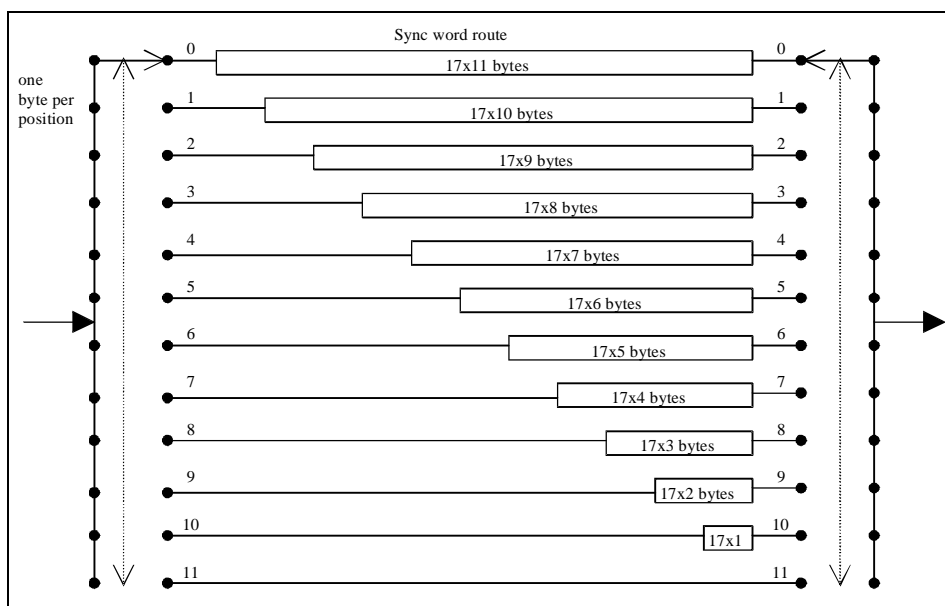 Sync word route
one
byte per
position
0 17x11 bytes 0
1 17x10 bytes 1
2 17x9 bytes 2
3 17x8 bytes 3
4 17x7 bytes 4
5 17x6 bytes 5
6 17x5 bytes 6
7 17x4 bytes 7
8 17x3 bytes 8
9 17x2 bytes 9
10 17x1 10
11 11